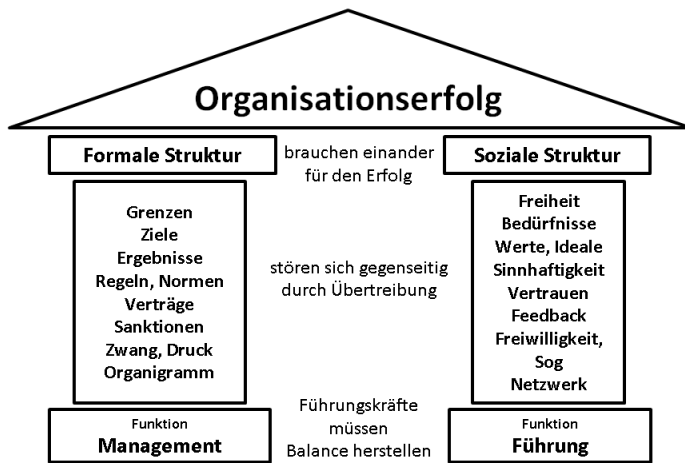 Organisationserfolg
Formale Struktur
Grenzen
Ziele
Ergebnisse
Regeln, Normen
Verträge
Sanktionen
Zwang, Druck
Organigramm
Funktion
Management
brauchen einander
für den Erfolg
stören sich gegenseitig
durch Übertreibung
Führungskräfte
müssen
Balance herstellen
Soziale Struktur
Freiheit
Bedürfnisse
Werte, Ideale
Sinnhaftigkeit
Vertrauen
Feedback
Freiwilligkeit,
Sog
Netzwerk
Funktion
Führung